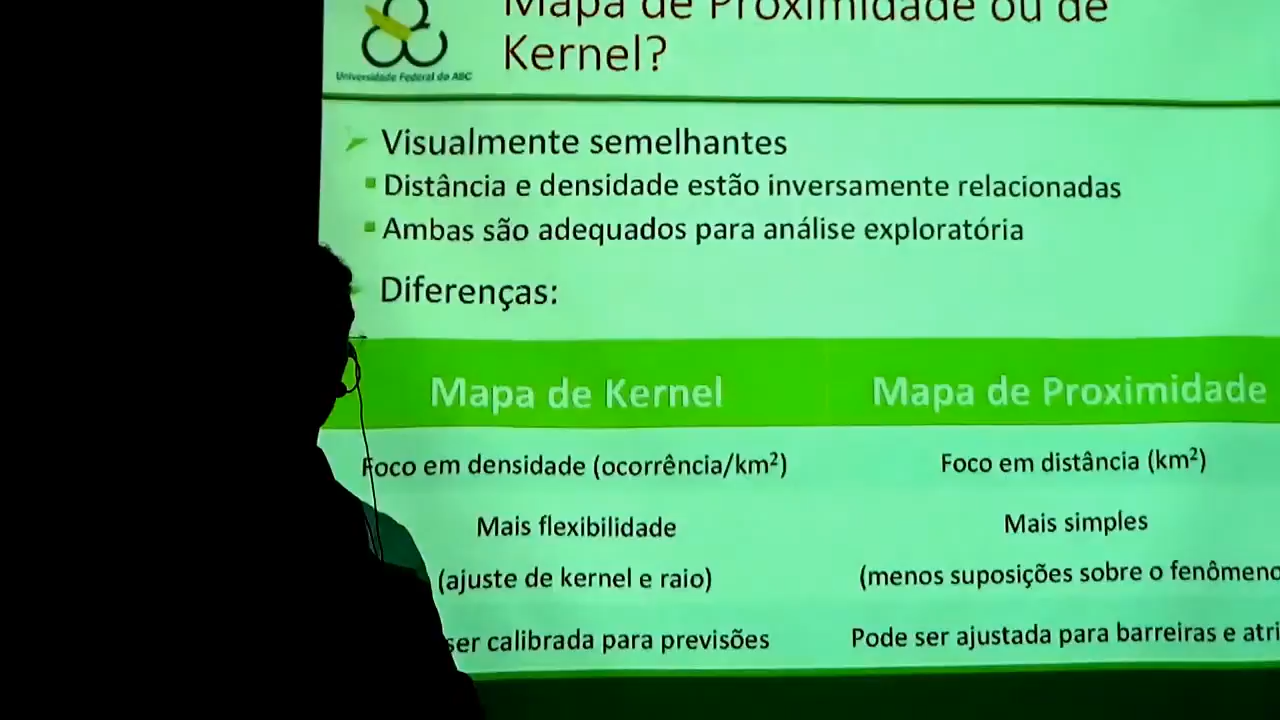 Mapa de Proximidade ou de
Kernel?
Universidade Federal do ABC
Visualmente semelhantes
Distância e densidade estão inversamente relacionadas
Ambas são adequados para análise exploratória
Diferenças:
Mapa de Kernel
Mapa de Proximidade
Foco em densidade (ocorrência/km²)
Foco em distância (km²)
Mais flexibilidade
Mais simples
(ajuste de kernel e raio)
(menos suposições sobre o fenômeno
ser calibrada para previsões
Pode ser ajustada para barreiras e